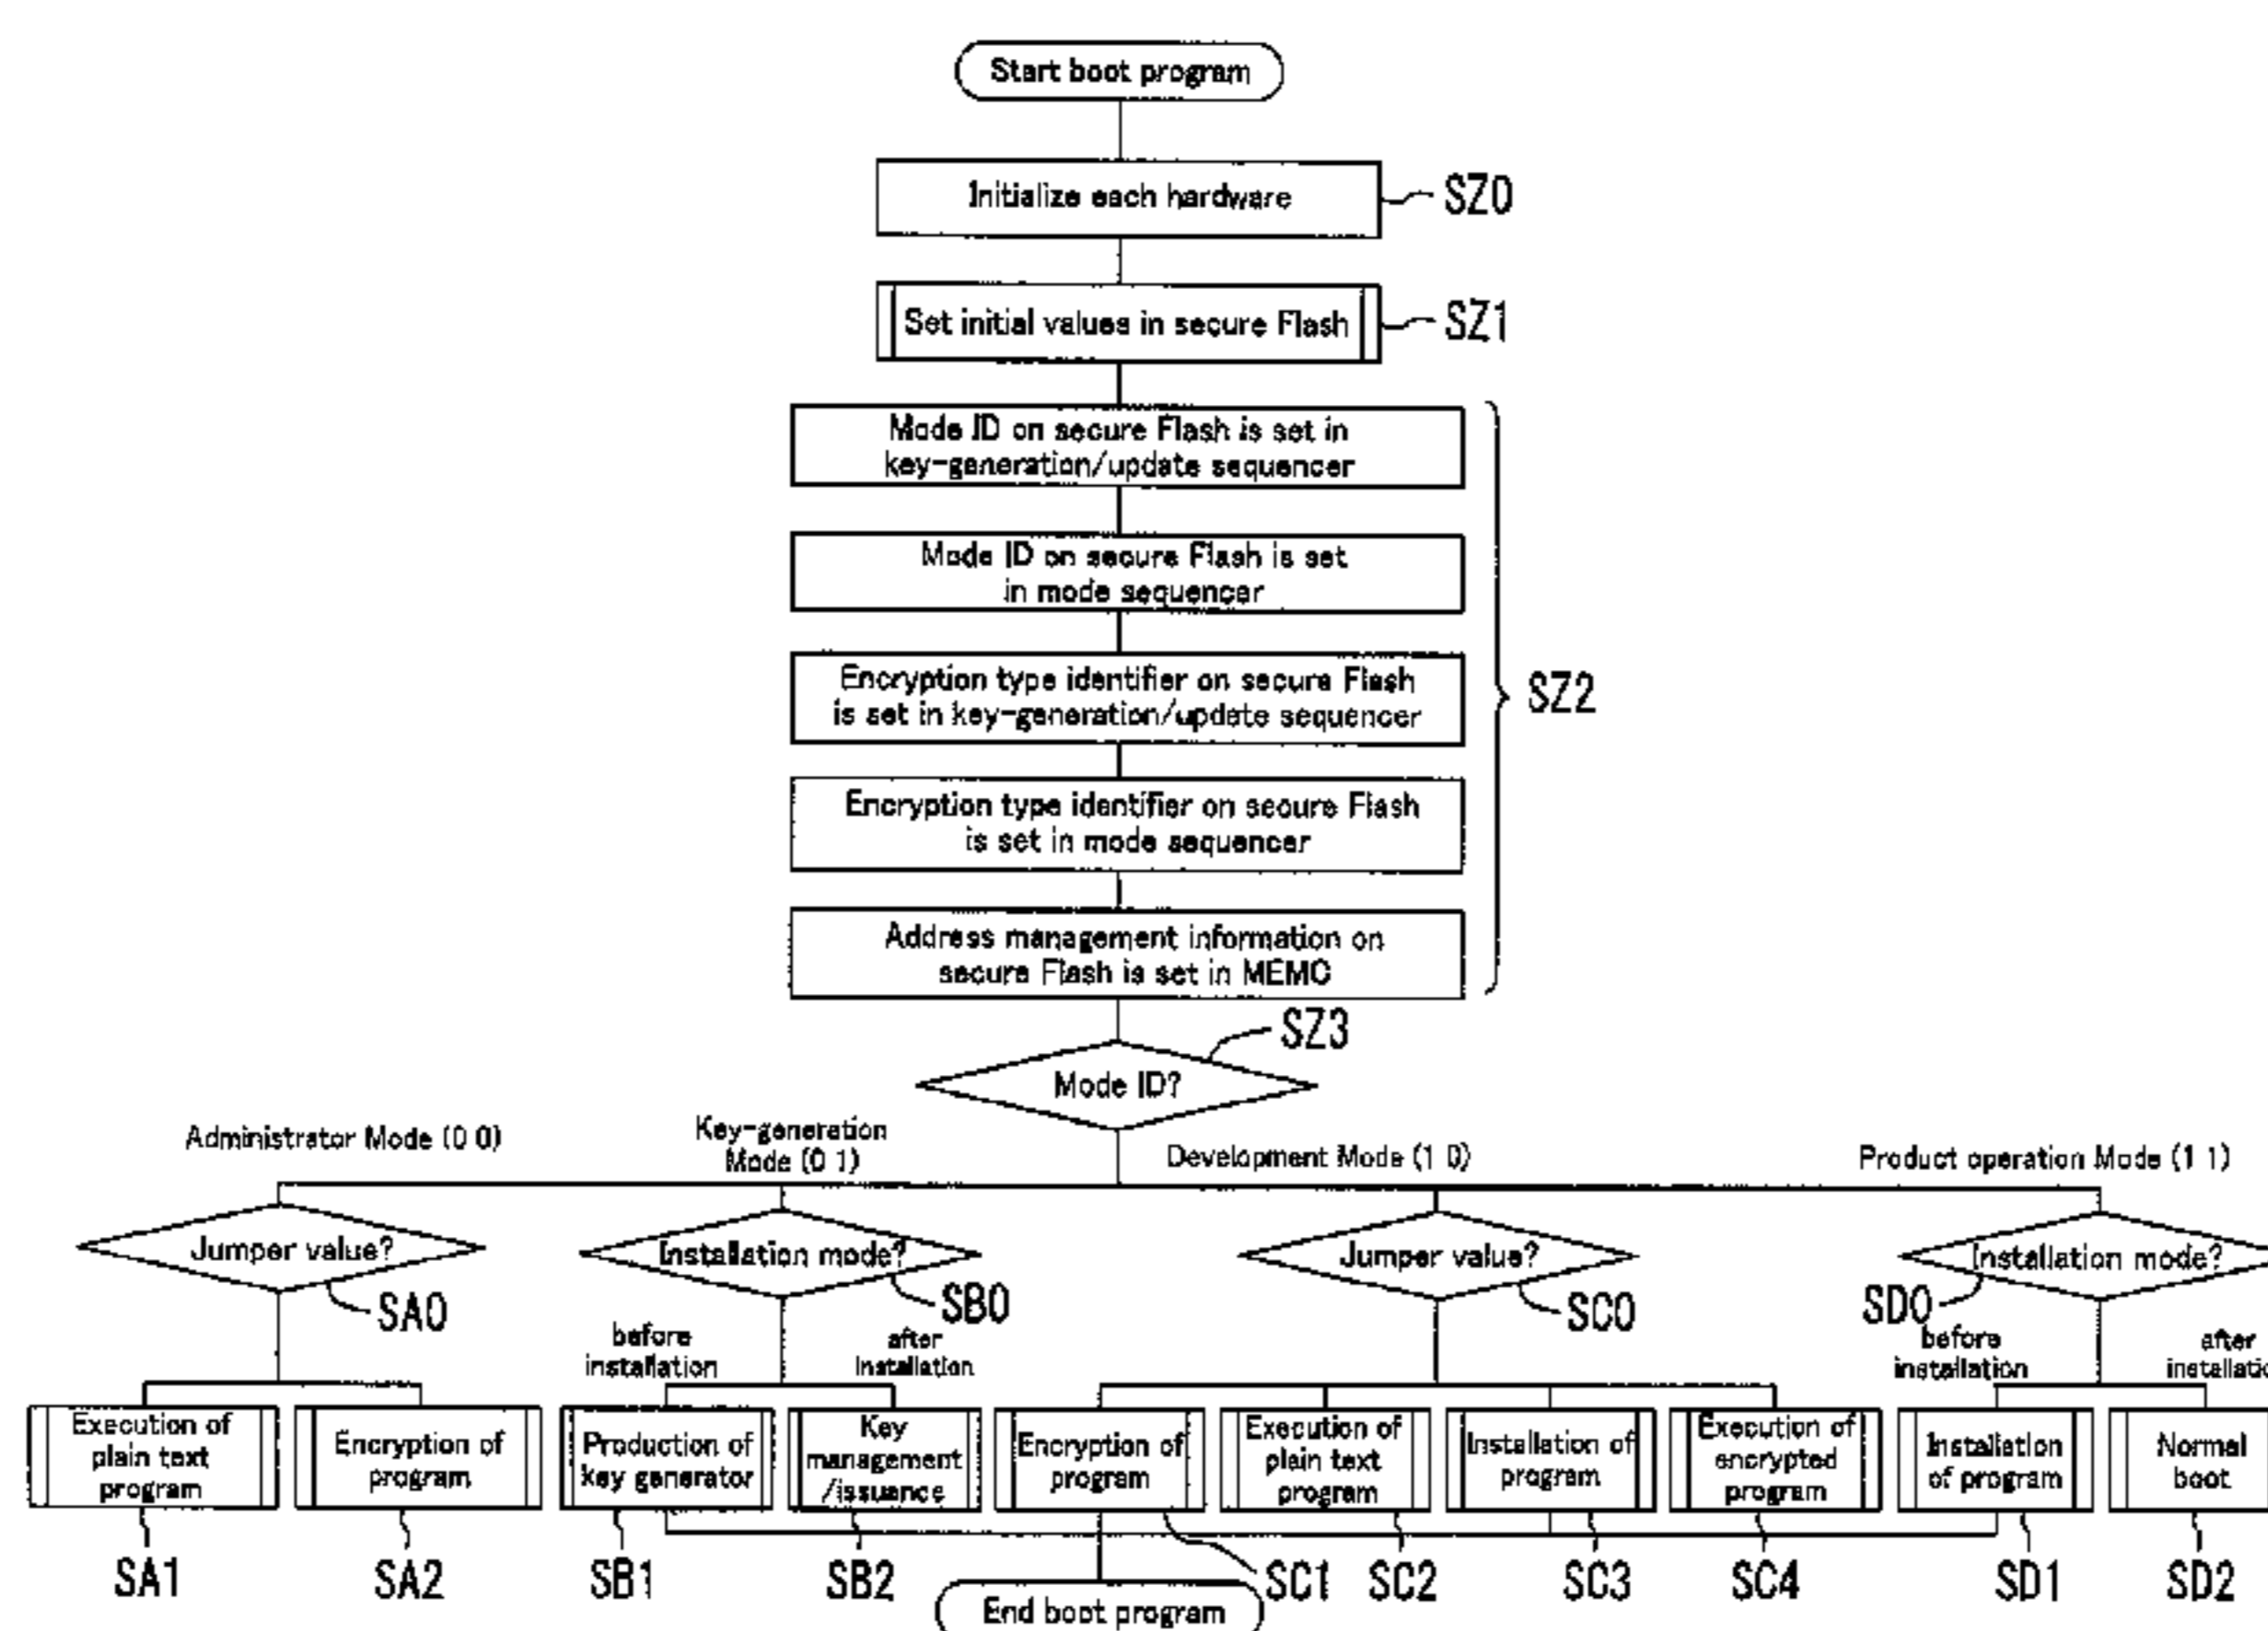 Start boot program
Initialize each hardware
SZ0
Set initial values in secure Flash
SZ1
Mode ID on secure Flash is set in
key-generation/update sequencer
Mode ID on secure Flash is set
in mode sequencer
Encryption type identifier on secure Flash
is set in key-generation/update sequencer
SZ2
Encryption type identifier on secure Flash
is set in mode sequencer
Address management information on
secure Flash is set in MEMC
SZ3
Mode ID?
Administrator Mode (0 0)
Key-generation
Mode (0 1)
Development Mode (1 0)
Product operation Mode (1 1)
Jumper value?
SA0
Installation mode?
SB0
Jumper value?
SC0
Installation mode?
SD0
before
installation
after
installation
before
installation
after
installatio
Execution of
plain text
program
Encryption of
program
Production of
key generator
Key
management
/issuance
Encryption of
program
Execution of
plain text
program
Installation of
program
Execution of
encrypted
program
Installation
of program
Normal
boot
SA1
SA2
SB1
SB2
SC1
SC2
SC3
SC4
SD1
SD2
End boot program